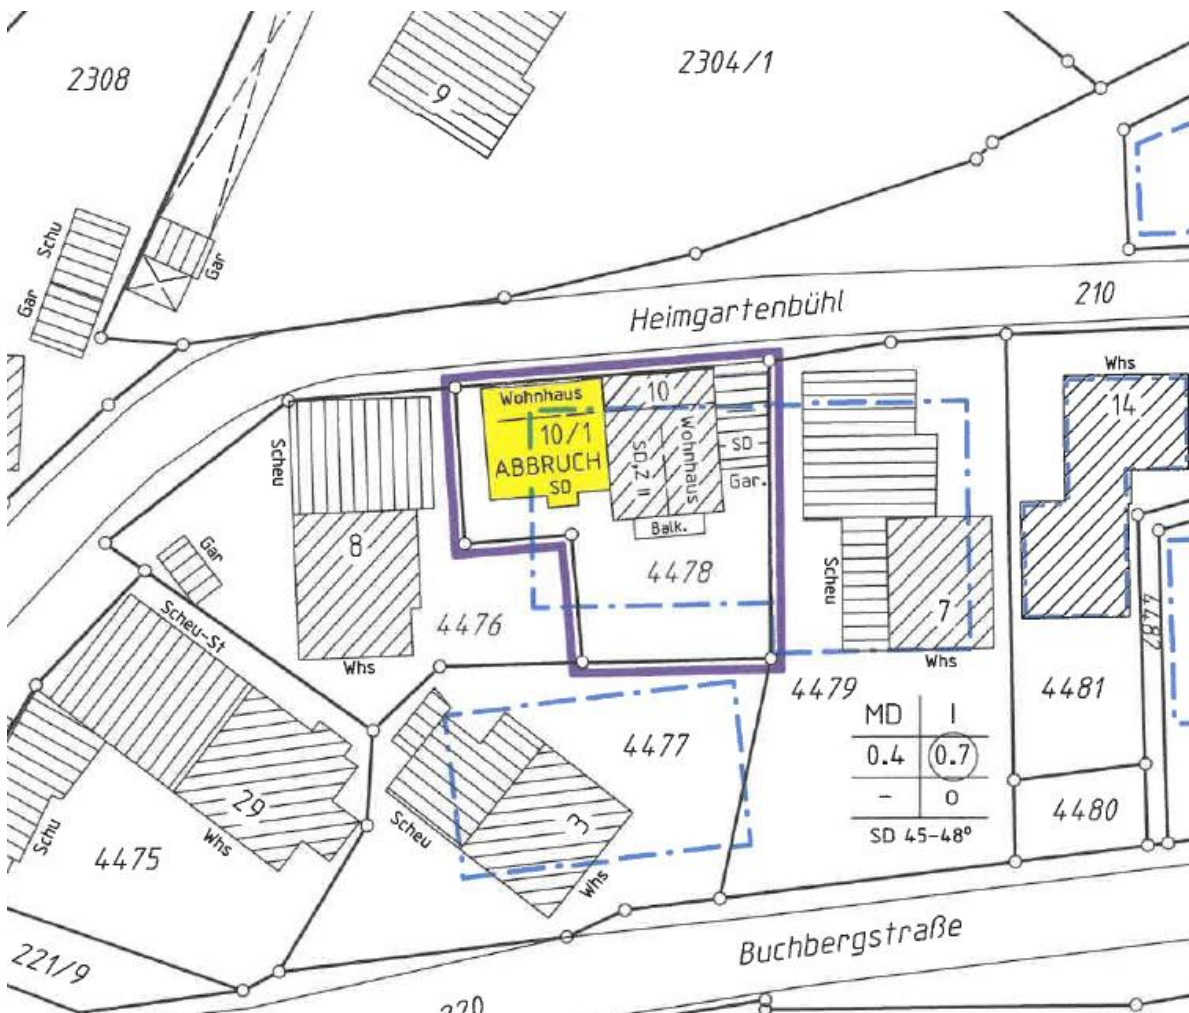 2308
2304/1
9
Schu
Gar
Gar
Heimgartenbühl
210
Whs
14
Wohnhaus
10/1
ABBRUCH
SD
10
SD,Z II
Wohnhaus
SD
Gar.
Balk.
4478
Scheu
8
Gar
4476
Whs
Scheu-St
Scheu
7
Whs
4487
4479
4481
MD I
0.4 0.7
- o
SD 45-48°
4480
4477
3
Scheu
Whs
29
Whs
Schu
4475
221/9
Buchbergstraße
220